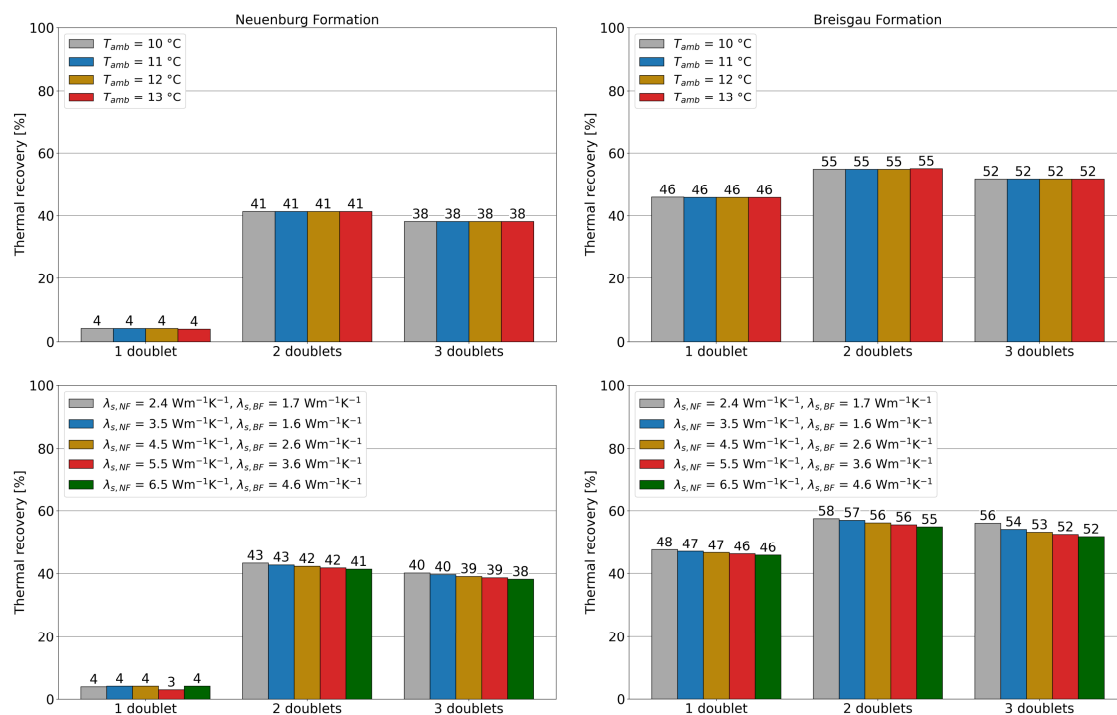 Neuenburg Formation
Thermal recovery [%]
100
80
60
40
20
0
T_amb = 10 °C
T_amb = 11 °C
T_amb = 12 °C
T_amb = 13 °C
4 4 4 4
41 41 41 41
38 38 38 38
1 doublet 2 doublets 3 doublets
Breisgau Formation
Thermal recovery [%]
100
80
60
40
20
0
T_amb = 10 °C
T_amb = 11 °C
T_amb = 12 °C
T_amb = 13 °C
46 46 46 46
55 55 55 55
52 52 52 52
1 doublet 2 doublets 3 doublets
Thermal recovery [%]
100
80
60
40
20
0
λ_s,NF = 2.4 Wm⁻¹K⁻¹, λ_s,BF = 1.7 Wm⁻¹K⁻¹
λ_s,NF = 3.5 Wm⁻¹K⁻¹, λ_s,BF = 1.6 Wm⁻¹K⁻¹
λ_s,NF = 4.5 Wm⁻¹K⁻¹, λ_s,BF = 2.6 Wm⁻¹K⁻¹
λ_s,NF = 5.5 Wm⁻¹K⁻¹, λ_s,BF = 3.6 Wm⁻¹K⁻¹
λ_s,NF = 6.5 Wm⁻¹K⁻¹, λ_s,BF = 4.6 Wm⁻¹K⁻¹
4 4 4 3 4
43 43 42 42 41
40 40 39 39 38
1 doublet 2 doublets 3 doublets
Thermal recovery [%]
100
80
60
40
20
0
λ_s,NF = 2.4 Wm⁻¹K⁻¹, λ_s,BF = 1.7 Wm⁻¹K⁻¹
λ_s,NF = 3.5 Wm⁻¹K⁻¹, λ_s,BF = 1.6 Wm⁻¹K⁻¹
λ_s,NF = 4.5 Wm⁻¹K⁻¹, λ_s,BF = 2.6 Wm⁻¹K⁻¹
λ_s,NF = 5.5 Wm⁻¹K⁻¹, λ_s,BF = 3.6 Wm⁻¹K⁻¹
λ_s,NF = 6.5 Wm⁻¹K⁻¹, λ_s,BF = 4.6 Wm⁻¹K⁻¹
48 47 47 46 46
58 57 56 56 55
56 54 53 52 52
1 doublet 2 doublets 3 doublets